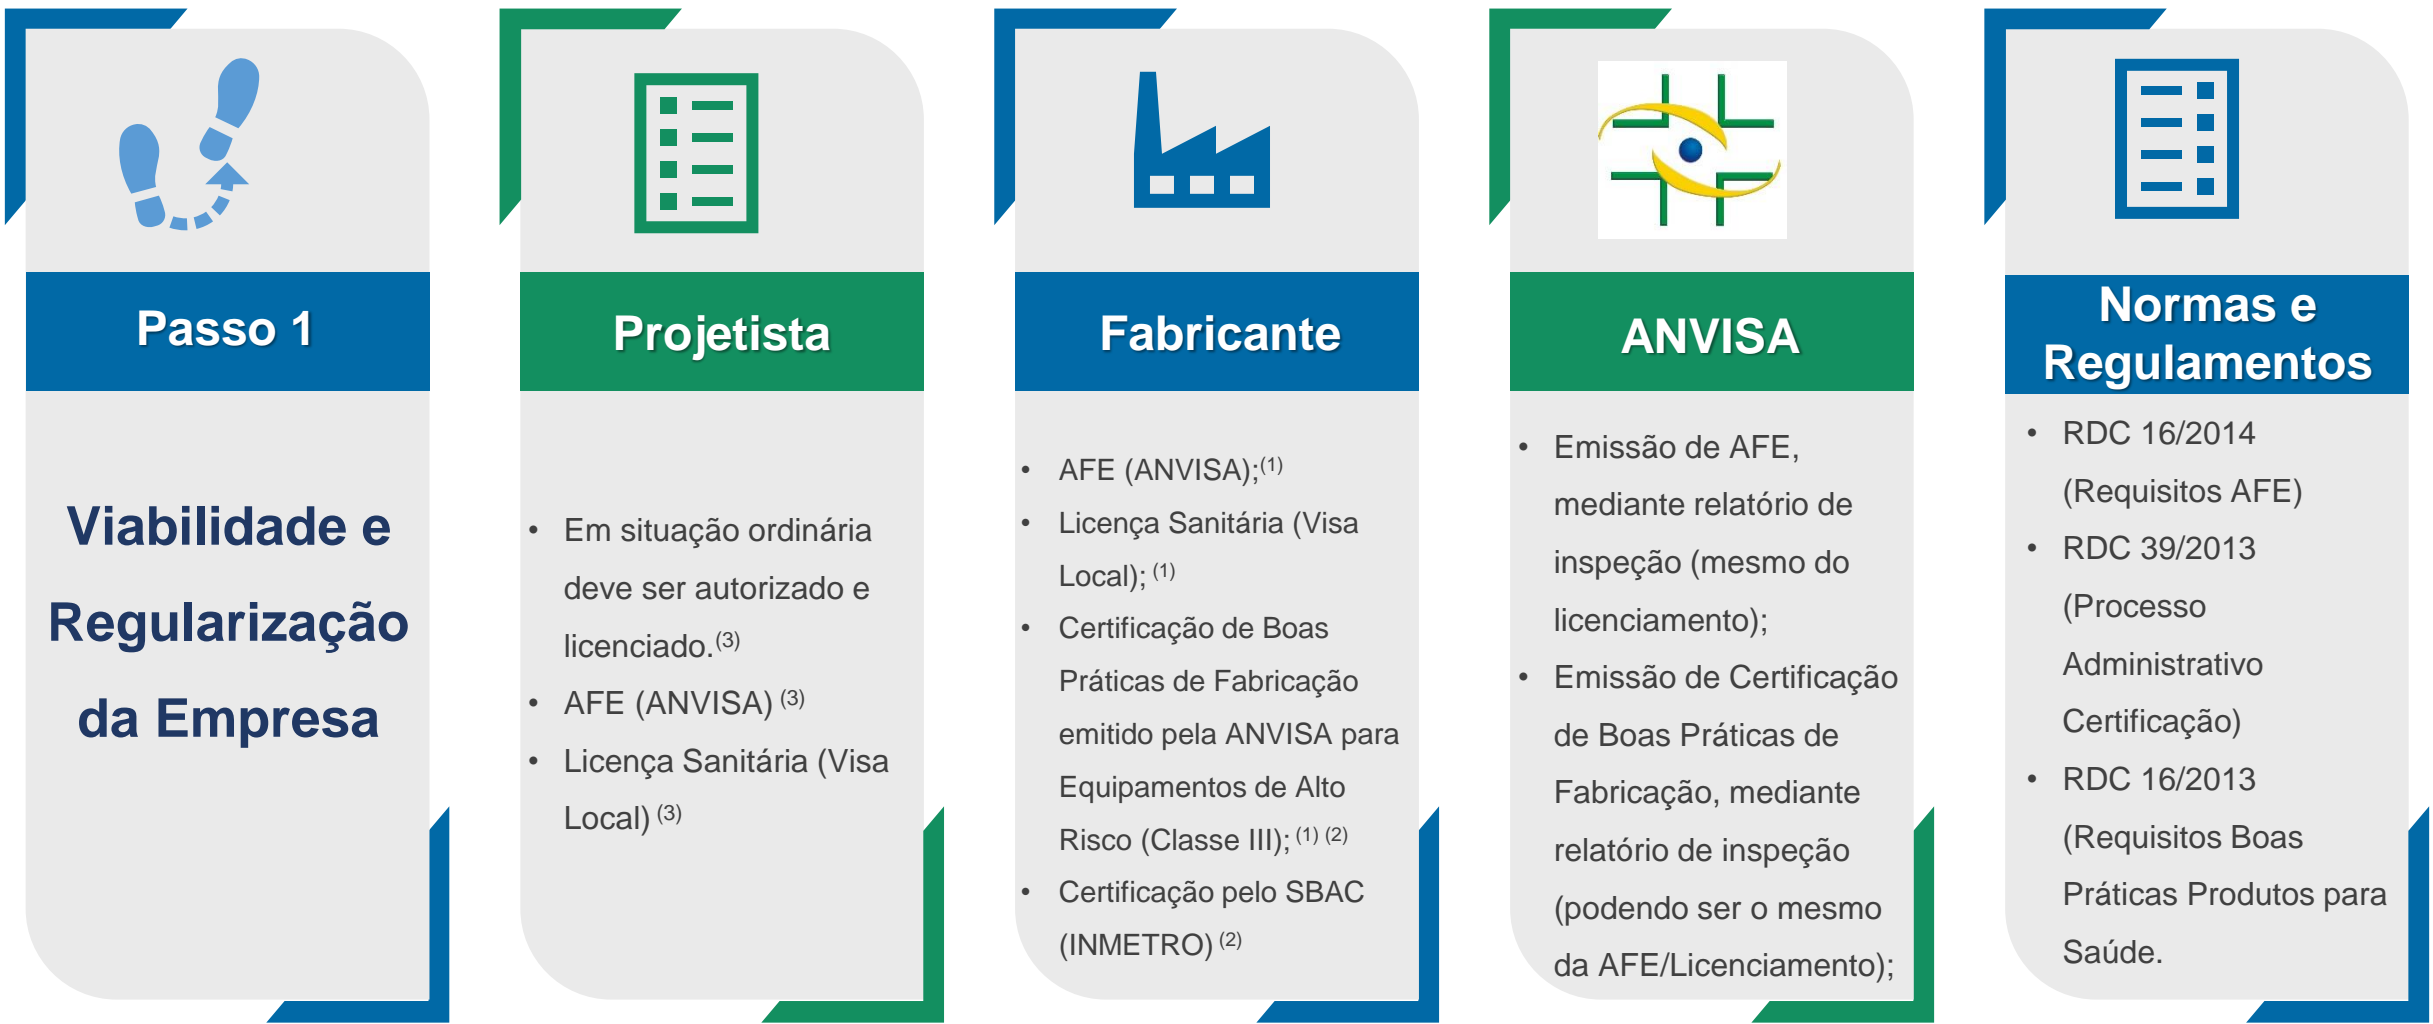 Passo 1
Viabilidade e
Regularização
da Empresa
Projetista
• Em situação ordinária
deve ser autorizado e
licenciado.(3)
• AFE (ANVISA) (3)
• Licença Sanitária (Visa
Local) (3)
Fabricante
• AFE (ANVISA);(1)
• Licença Sanitária (Visa
Local); (1)
• Certificação de Boas
Práticas de Fabricação
emitido pela ANVISA para
Equipamentos de Alto
Risco (Classe III); (1) (2)
• Certificação pelo SBAC
(INMETRO) (2)
ANVISA
• Emissão de AFE,
mediante relatório de
inspeção (mesmo do
licenciamento);
• Emissão de Certificação
de Boas Práticas de
Fabricação, mediante
relatório de inspeção
(podendo ser o mesmo
da AFE/Licenciamento);
Normas e
Regulamentos
• RDC 16/2014
(Requisitos AFE)
• RDC 39/2013
(Processo
Administrativo
Certificação)
• RDC 16/2013
(Requisitos Boas
Práticas Produtos para
Saúde.